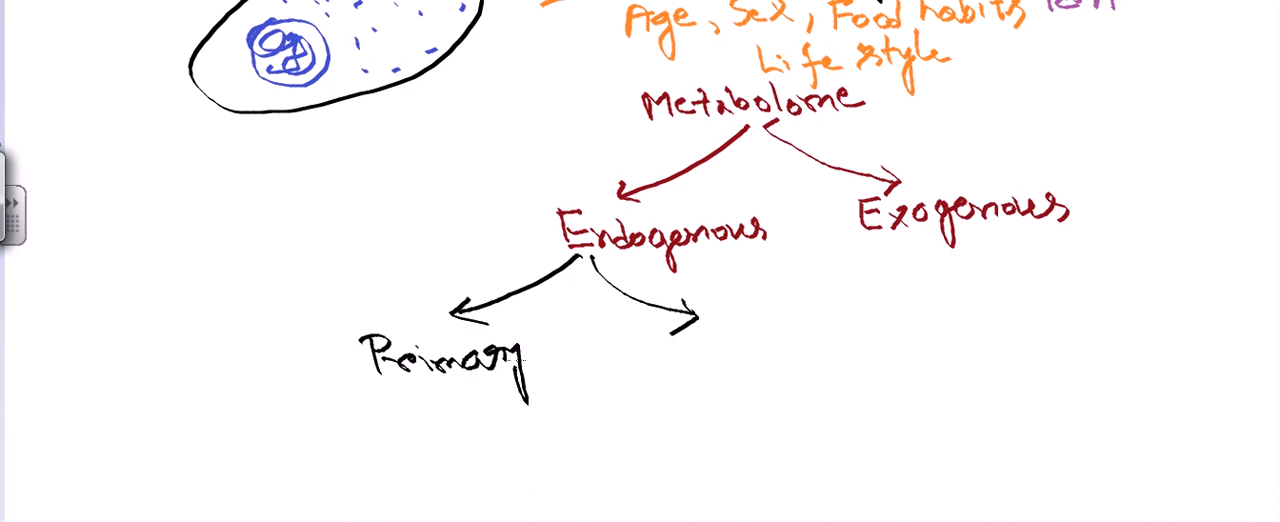 Age, Sex, Food habits
Life style
Metabolome
Endogenous
Exogenous
Primary